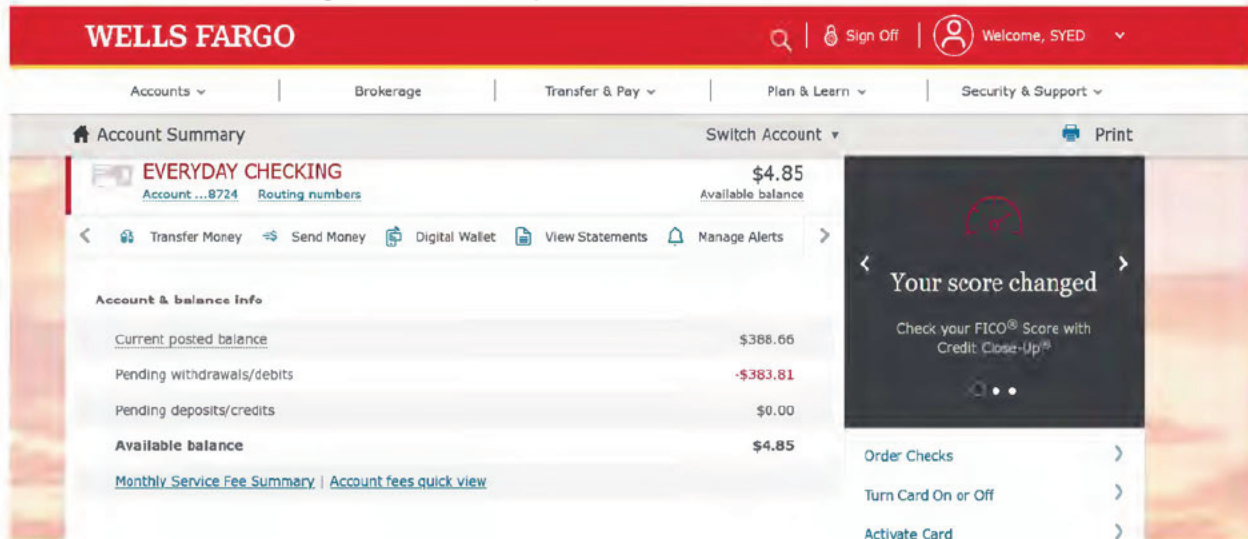 WELLS FARGO
Sign Off
Welcome, SYED
Accounts
Brokerage
Transfer & Pay
Plan & Learn
Security & Support
Account Summary
Switch Account
Print
EVERYDAY CHECKING
$4.85
Account ...8724 Routing numbers
Available balance
Transfer Money
Send Money
Digital Wallet
View Statements
Manage Alerts
Your score changed
Check your FICO® Score with
Credit Close-Up®
Account & balance info
Current posted balance $388.66
Pending withdrawals/debits -$383.81
Pending deposits/credits $0.00
Available balance $4.85
Monthly Service Fee Summary | Account fees quick view
Order Checks
Turn Card On or Off
Activate Card